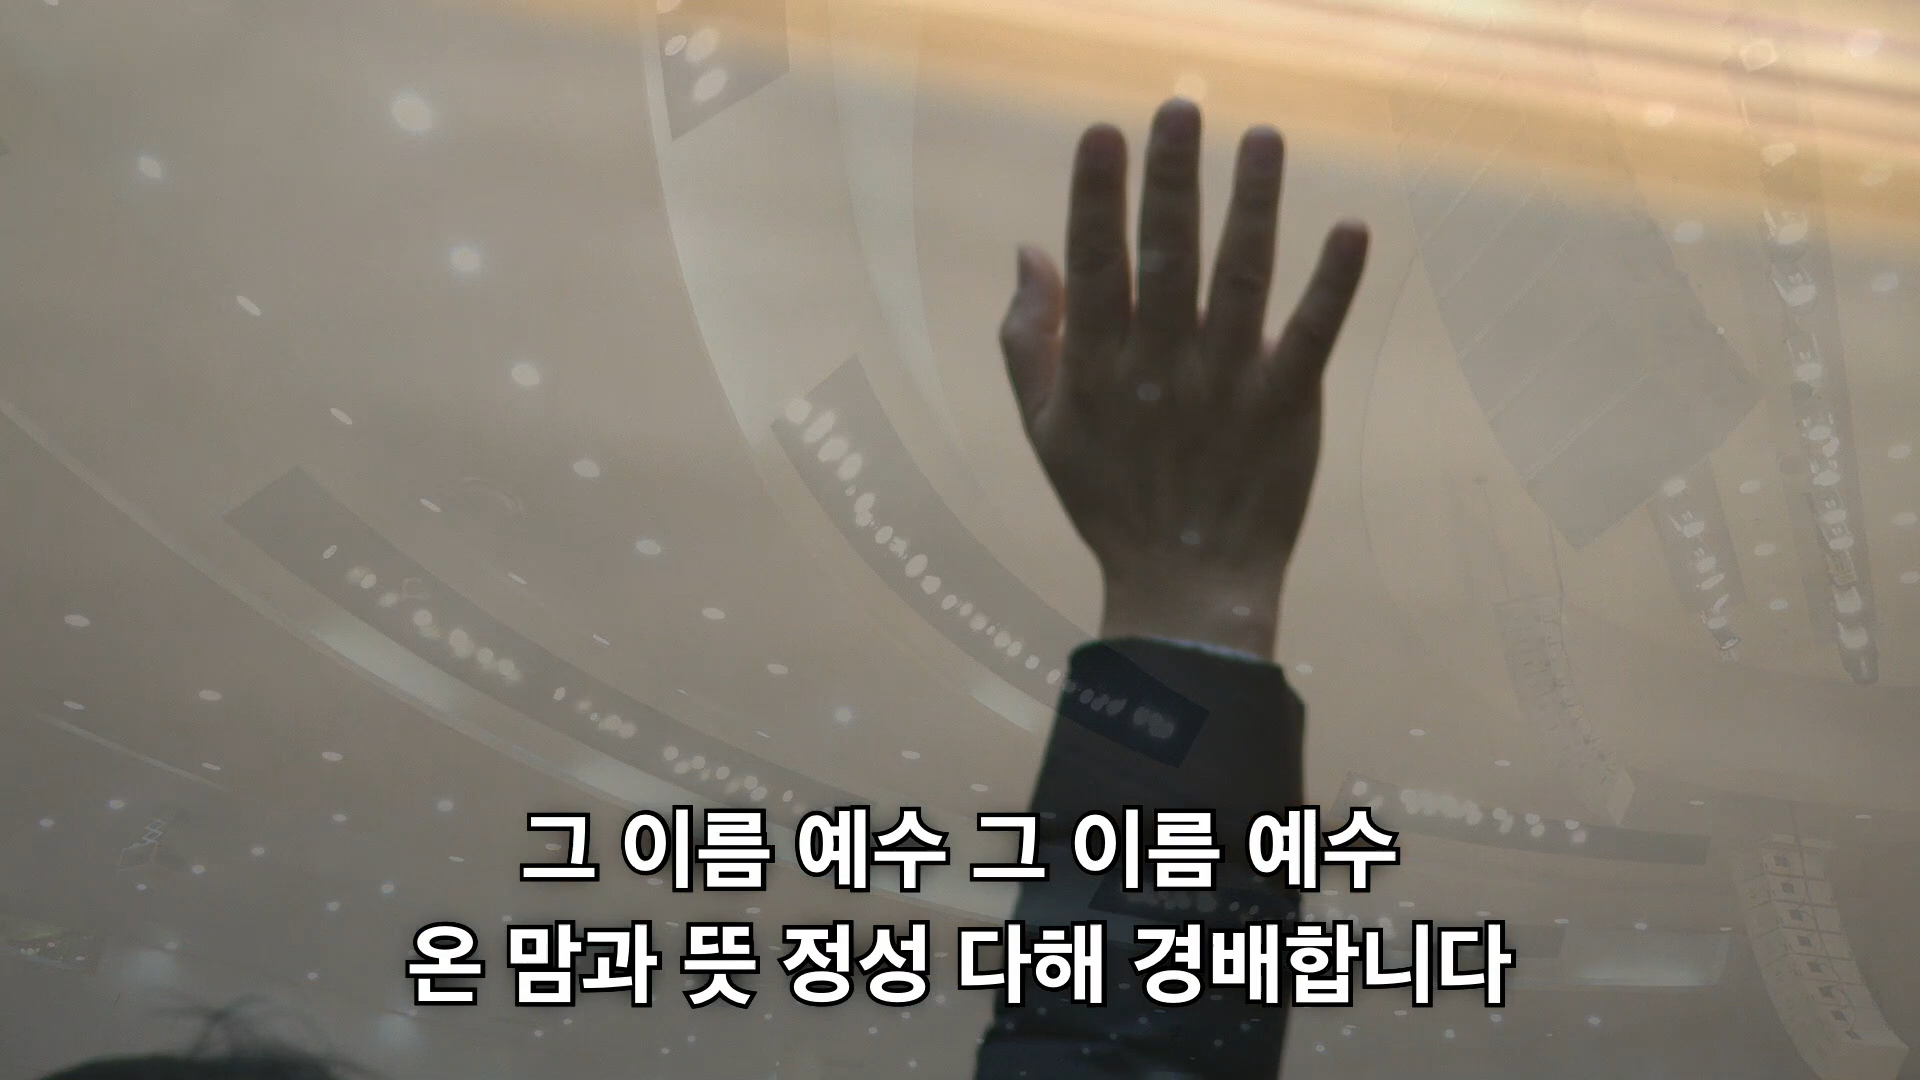 그 이름 예수 그 이름 예수
온 맘과 뜻 정성 다해 경배합니다